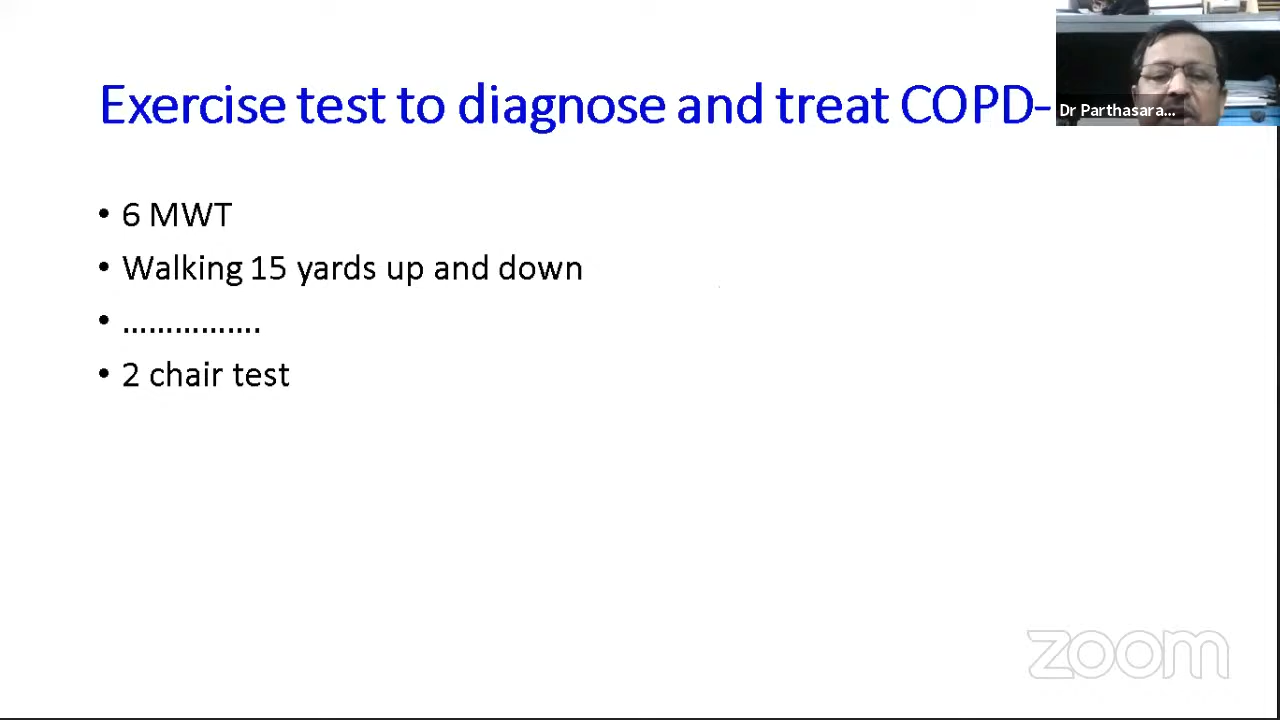 Exercise test to diagnose and treat COPD-
Dr Parthasara...
• 6 MWT
• Walking 15 yards up and down
• ................
• 2 chair test
zoom